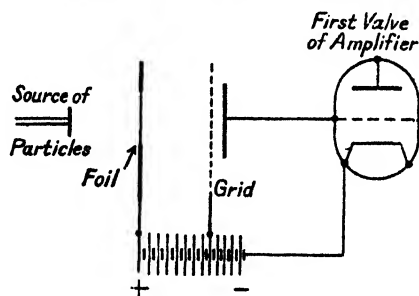 First Valve
of Amplifier
Source of
Particles
Foil
Grid
+ -